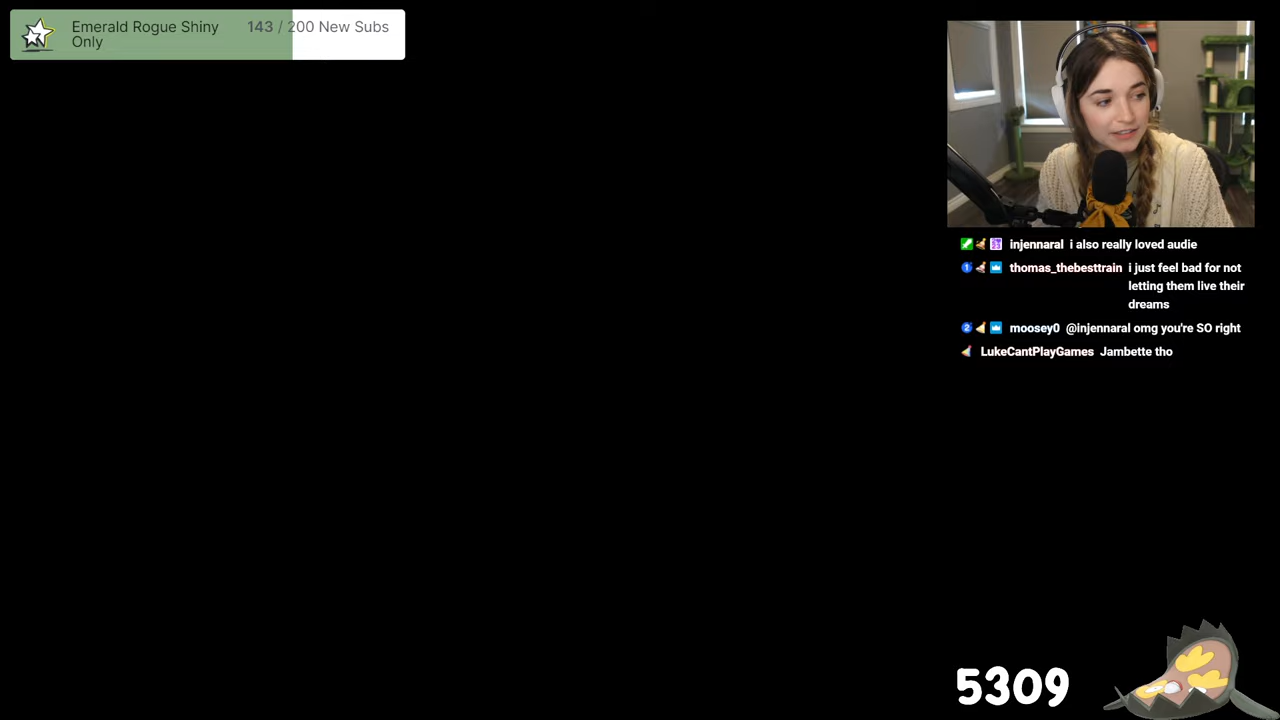 Emerald Rogue Shiny Only
143 / 200 New Subs
injennaral i also really loved audie
thomas_thebesttrain i just feel bad for not
letting them live their
dreams
moosey0 @injennaral omg you're SO right
LukeCantPlayGames Jambette tho
5309